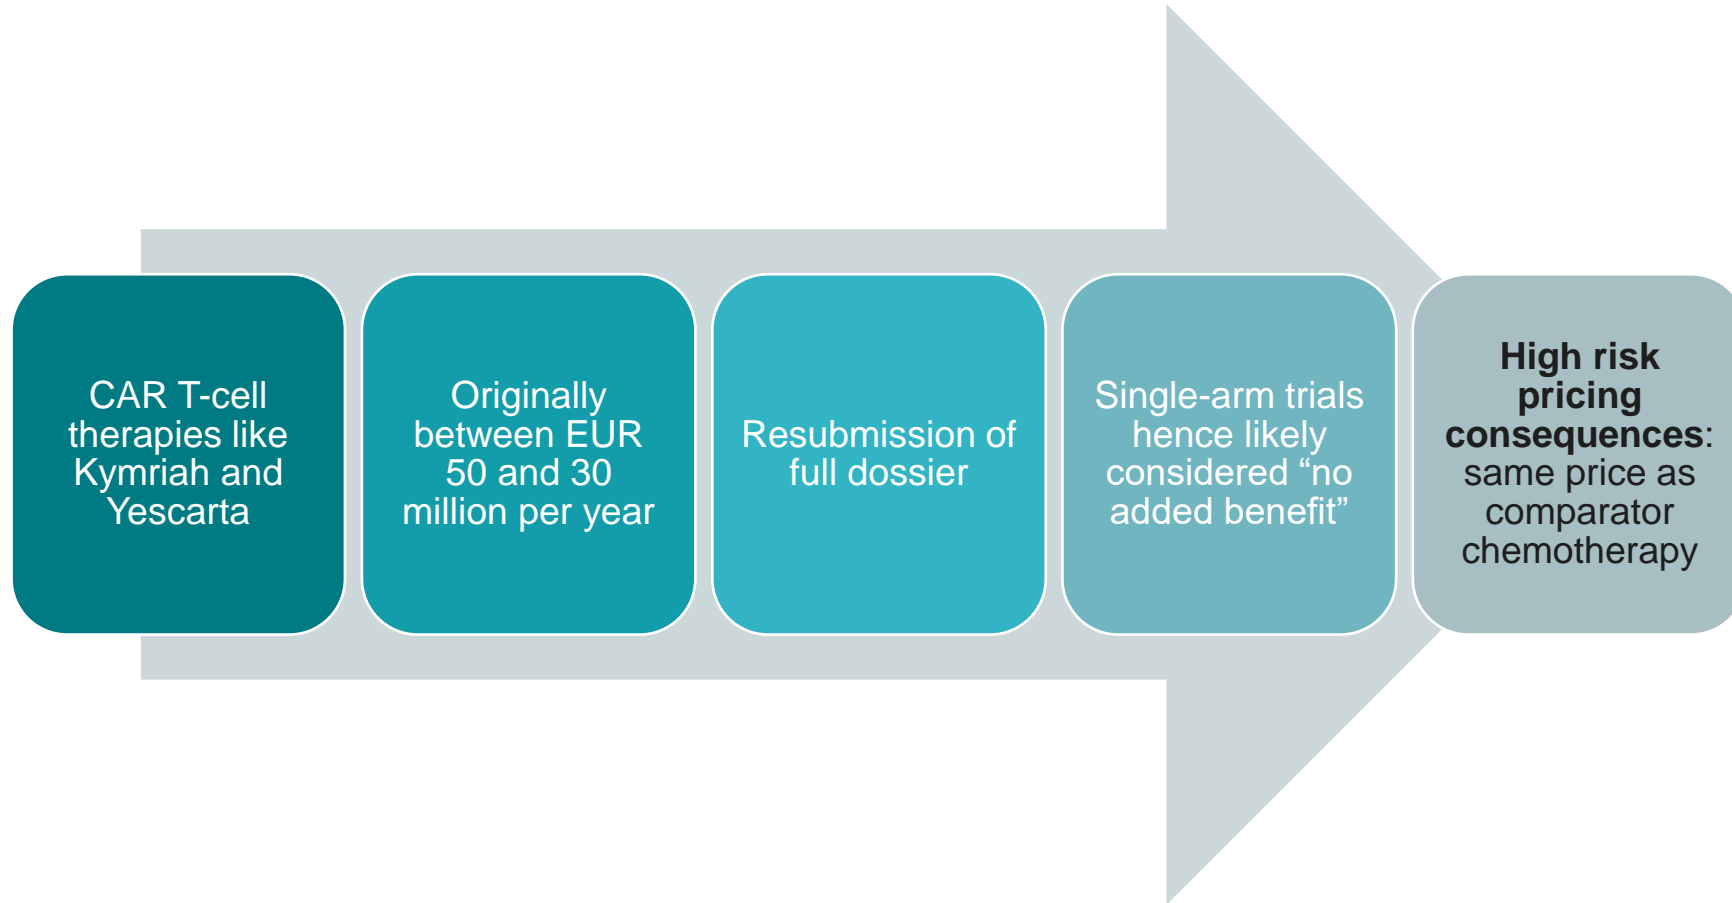 CAR T-cell
therapies like
Kymriah and
Yescarta
Originally
between EUR
50 and 30
million per year
Resubmission of
full dossier
Single-arm trials
hence likely
considered “no
added benefit”
High risk
pricing
consequences:
same price as
comparator
chemotherapy